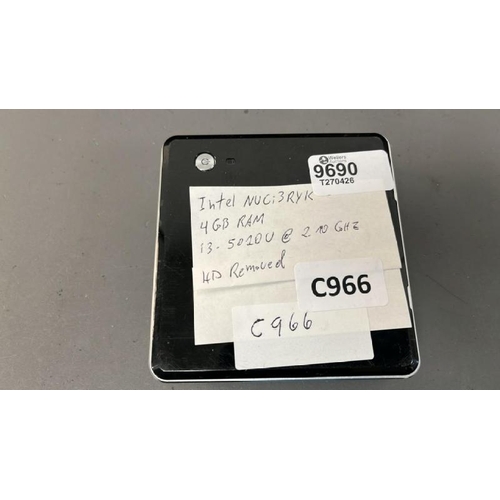 9690
T270426
Intel NUCi3RYK
4GB RAM
i3-5010U @ 2.10 GHz
HD Removed
C966
C966